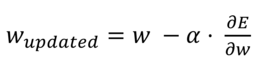 w_updated = w − α · ∂E/∂w